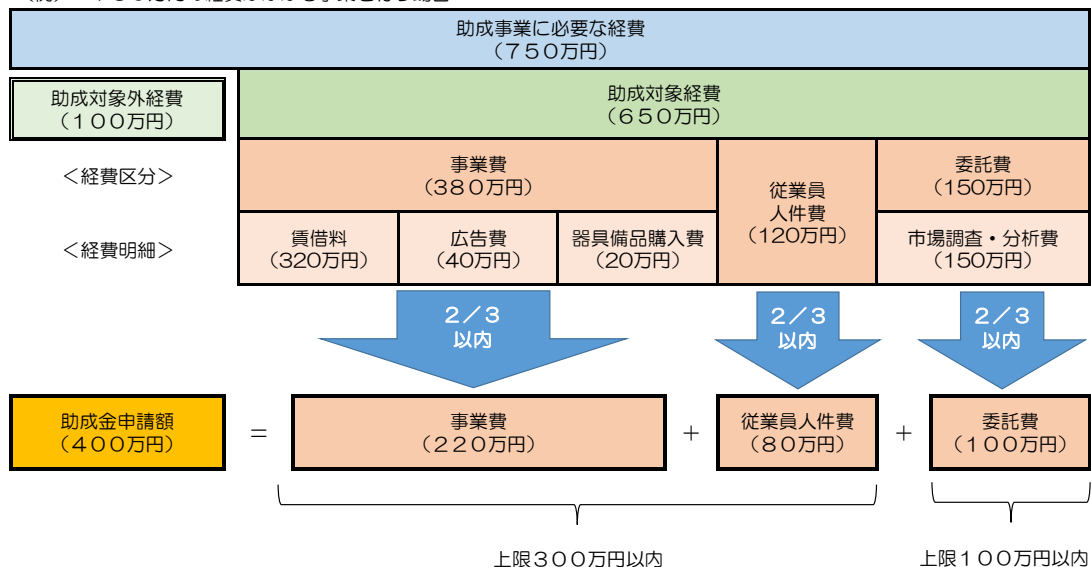 助成事業に必要な経費
（７５０万円）
助成対象外経費
（１００万円）
助成対象経費
（６５０万円）
＜経費区分＞
事業費
（３８０万円）
従業員
人件費
（120万円）
委託費
（150万円）
＜経費明細＞
賃借料
（320万円）
広告費
（40万円）
器具備品購入費
（20万円）
市場調査・分析費
（150万円）
２／３
以内
２／３
以内
２／３
以内
助成金申請額
（４００万円）
＝
事業費
（２２０万円）
＋
従業員人件費
（８０万円）
＋
委託費
（１００万円）
上限３００万円以内
上限１００万円以内